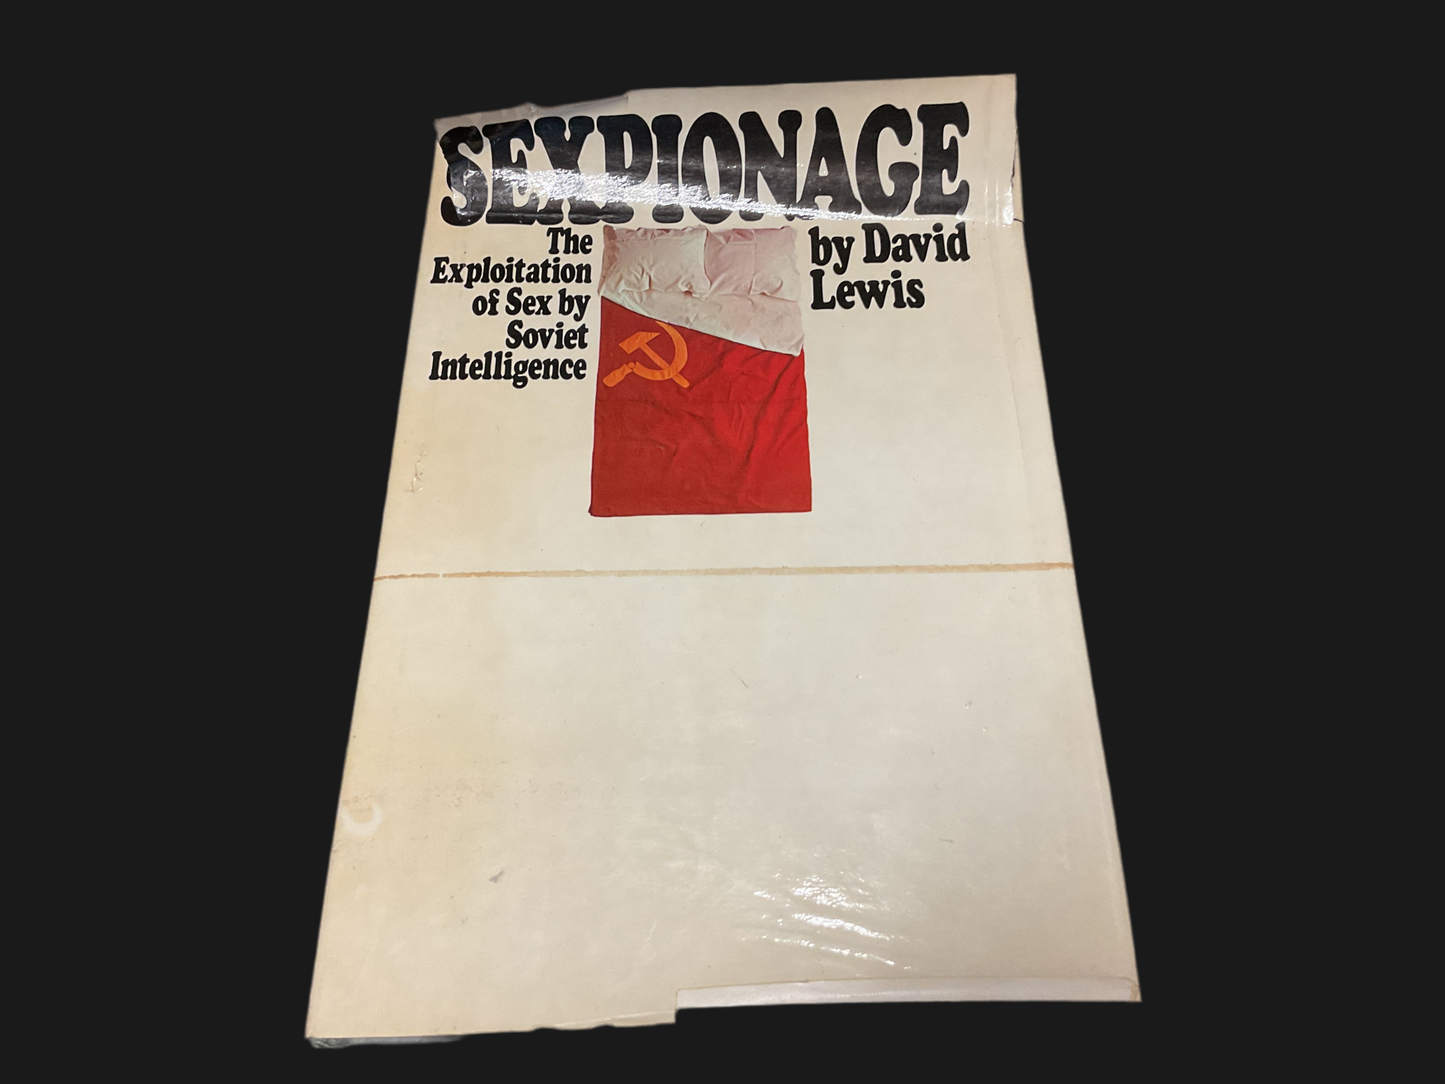 SEXPIONAGE
The
Exploitation
of Sex by
Soviet
Intelligence
by David
Lewis